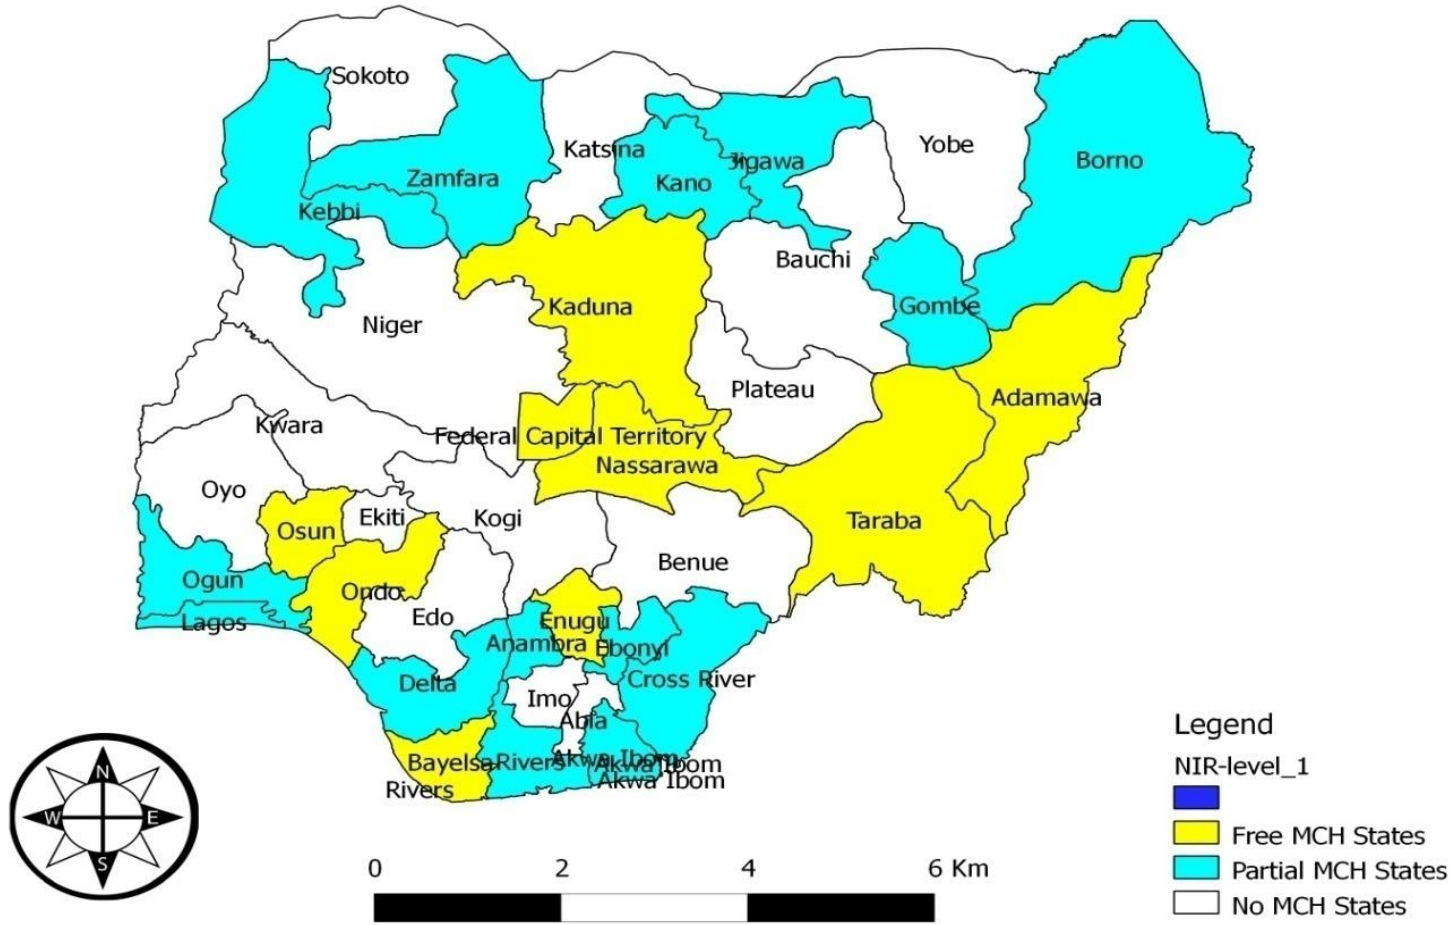 Sokoto
Katsina
Yobe
Borno
Jigawa
Kano
Zamfara
Kebbi
Bauchi
Gombe
Kaduna
Niger
Plateau
Adamawa
Kwara
Federal Capital Territory
Nassarawa
Oyo
Ekiti
Kogi
Osun
Taraba
Benue
Ogun
Ondo
Edo
Lagos
Enugu
Anambra
Ebonyi
Cross River
Delta
Imo
Abia
Akwa Ibom
Bayelsa
Rivers
Akwa Ibom
Rivers
Akwa Ibom
N
W
E
S
0 2 4 6 Km
Legend
NIR-level_1
Free MCH States
Partial MCH States
No MCH States